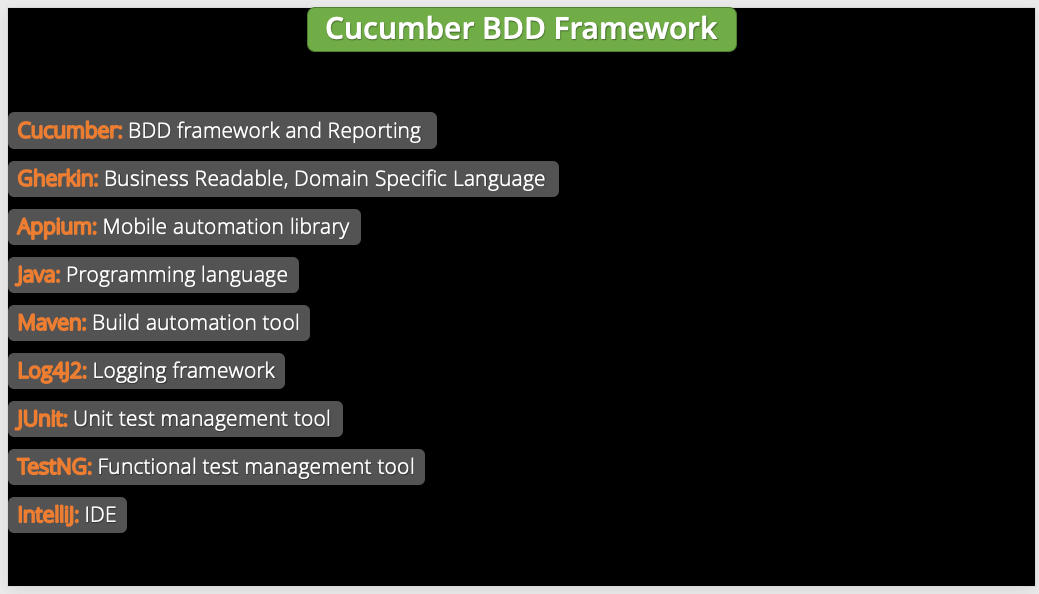 Cucumber BDD Framework
Cucumber: BDD framework and Reporting
Gherkin: Business Readable, Domain Specific Language
Appium: Mobile automation library
Java: Programming language
Maven: Build automation tool
Log4J2: Logging framework
JUnit: Unit test management tool
TestNG: Functional test management tool
IntelliJ: IDE